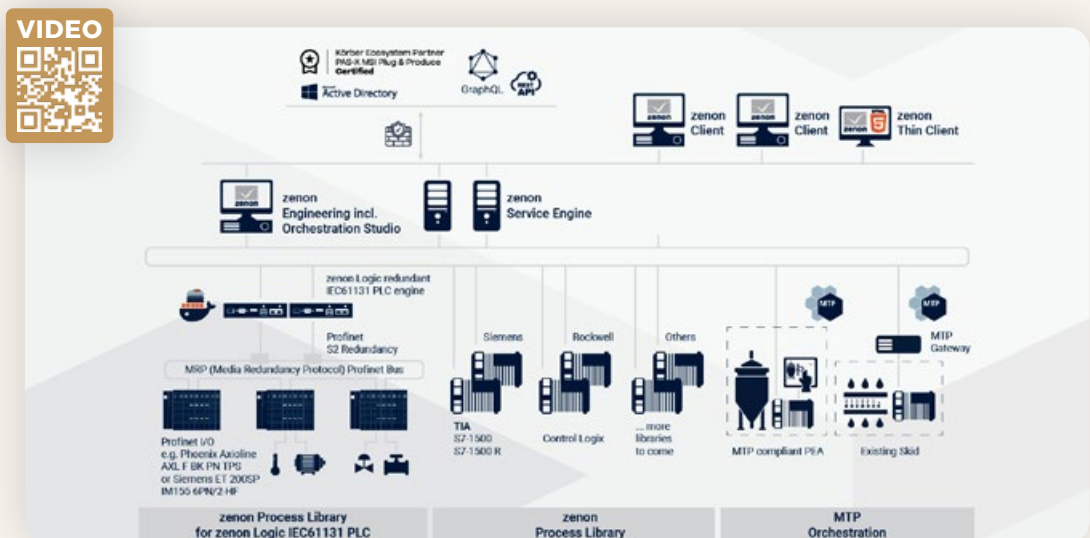 VIDEO
Körber Ecosystem Partner
PAS-X MSI Plug & Produce
Certified
Active Directory
GraphQL
REST
API
zenon
zenon
Client
zenon
zenon
Client
zenon
zenon
Thin Client
zenon
zenon
Engineering incl.
Orchestration Studio
zenon
Service Engine
zenon Logic redundant
IEC61131 PLC engine
Profinet
S2 Redundancy
MRP (Media Redundancy Protocol) Profinet Bus
Profinet I/O
e.g. Phoenix Axioline
AXL F BK PN TPS
or Siemens ET 200SP
IM155 6PN/2-HF
Siemens
TIA
S7-1500
S7-1500 R
Rockwell
Control Logix
Others
... more
libraries
to come
MTP
MTP compliant PEA
MTP
MTP
Gateway
Existing Skid
zenon Process Library
for zenon Logic IEC61131 PLC
zenon
Process Library
MTP
Orchestration